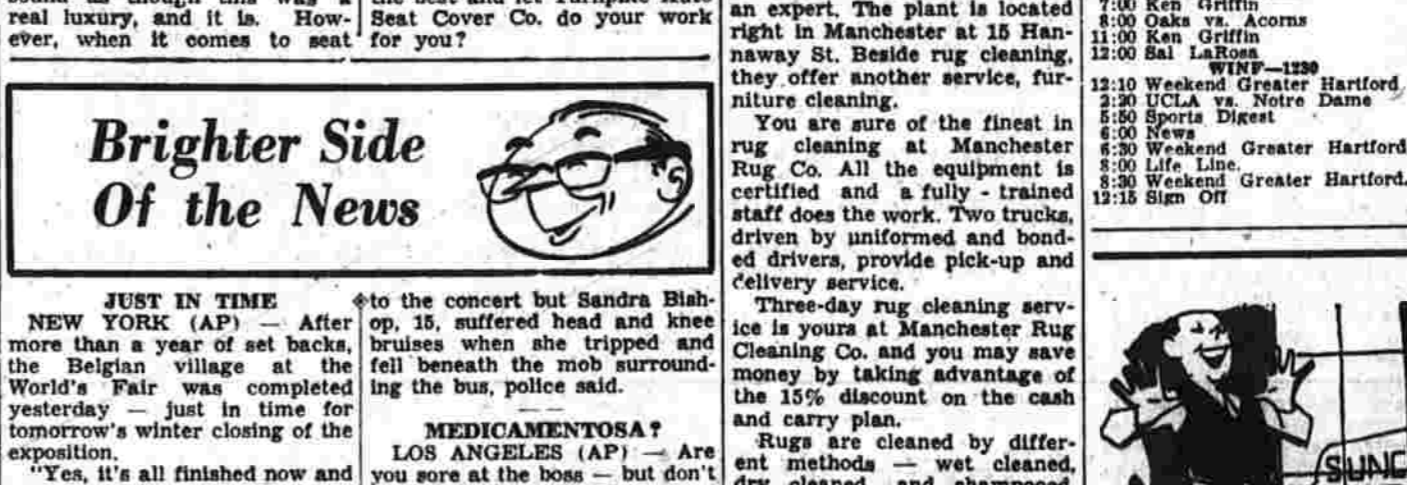 real luxury, and it is. How-
ever, when it comes to seat
Seat Cover Co. do your work
for you?
Brighter Side
Of the News
JUST IN TIME
NEW YORK (AP) — After
more than a year of set backs,
the Belgian village at the
World's Fair was completed
yesterday — just in time for
tomorrow's winter closing of the
exposition.
"Yes, it's all finished now and
to the concert but Sandra Bish-
op, 15, suffered head and knee
bruises when she tripped and
fell beneath the mob surround-
ing the bus, police said.
MEDICAMENTOSA?
LOS ANGELES (AP) — Are
you sore at the boss — but don't
an expert. The plant is located
right in Manchester at 15 Han-
naway St. Beside rug cleaning,
they offer another service, fur-
niture cleaning.
You are sure of the finest in
rug cleaning at Manchester
Rug Co. All the equipment is
certified and a fully - trained
staff does the work. Two trucks,
driven by uniformed and bond-
ed drivers, provide pick-up and
delivery service.
Three-day rug cleaning serv-
ice is yours at Manchester Rug
Cleaning Co. and you may save
money by taking advantage of
the 15% discount on the cash
and carry plan.
Rugs are cleaned by differ-
ent methods — wet cleaned,
dry cleaned, and shampooed,
7:00 Ken Griffin
8:00 Oaks vs. Acorns
11:00 Ken Griffin
12:00 Sal LaRosa
WINF—1230
12:10 Weekend Greater Hartford
2:20 UCLA vs. Notre Dame
5:50 Sports Digest
6:00 News
6:30 Weekend Greater Hartford
8:00 Life Line.
8:30 Weekend Greater Hartford.
12:15 Sign Off